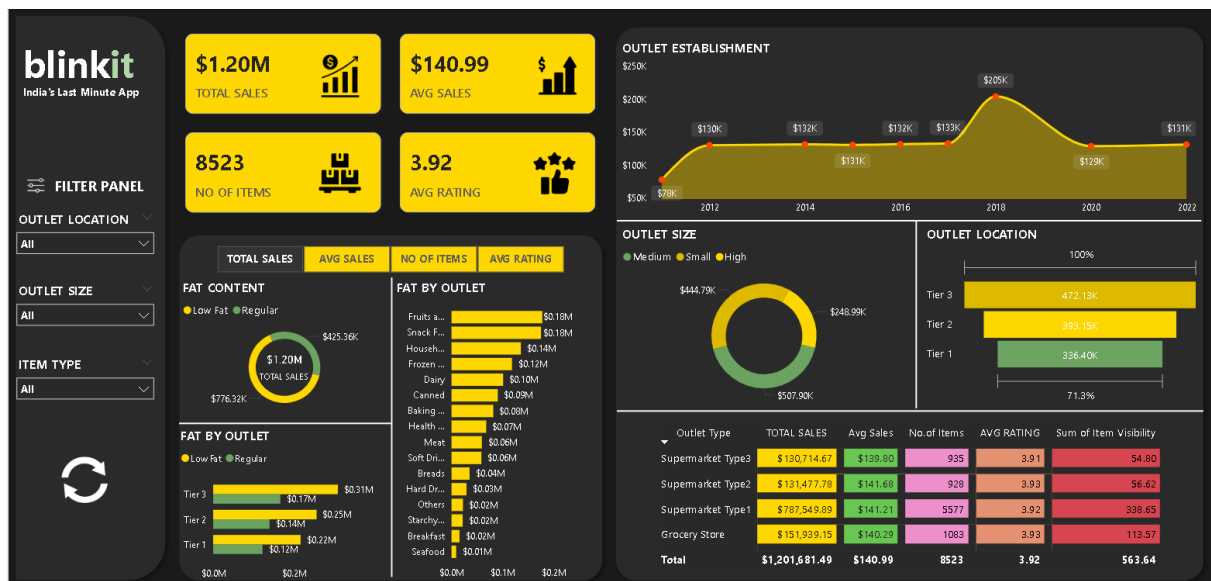 blinkit
India's Last Minute App
FILTER PANEL
OUTLET LOCATION
All
OUTLET SIZE
All
ITEM TYPE
All
$1.20M
TOTAL SALES
$140.99
AVG SALES
8523
NO OF ITEMS
3.92
AVG RATING
TOTAL SALES AVG SALES NO OF ITEMS AVG RATING
FAT CONTENT
Low Fat Regular
$425.36K
$1.20M
TOTAL SALES
$776.32K
FAT BY OUTLET
Low Fat Regular
Tier 3 $0.31M
$0.17M
Tier 2 $0.25M
$0.14M
Tier 1 $0.22M
$0.12M
$0.0M $0.2M
FAT BY OUTLET
Fruits a... $0.18M
Snack F... $0.18M
Househ... $0.14M
Frozen ... $0.12M
Dairy $0.10M
Canned $0.09M
Baking ... $0.08M
Health ... $0.07M
Meat $0.06M
Soft Dri... $0.06M
Breads $0.04M
Hard Dr... $0.03M
Others $0.02M
Starchy... $0.02M
Breakfast $0.02M
Seafood $0.01M
$0.0M $0.1M $0.2M
OUTLET ESTABLISHMENT
$250K
$200K
$150K
$100K
$50K
$78K $130K $132K $131K $132K $133K $205K $129K $131K
2012 2014 2016 2018 2020 2022
OUTLET SIZE
Medium Small High
$444.79K
$248.99K
$507.90K
OUTLET LOCATION
100%
Tier 3 472.13K
Tier 2 393.15K
Tier 1 336.40K
71.3%
Outlet Type TOTAL SALES Avg Sales No.of Items AVG RATING Sum of Item Visibility
Supermarket Type3 $130,714.67 $139.80 935 3.91 54.80
Supermarket Type2 $131,477.78 $141.68 928 3.93 56.62
Supermarket Type1 $787,549.89 $141.21 5577 3.92 338.65
Grocery Store $151,939.15 $140.29 1083 3.93 113.57
Total $1,201,681.49 $140.99 8523 3.92 563.64